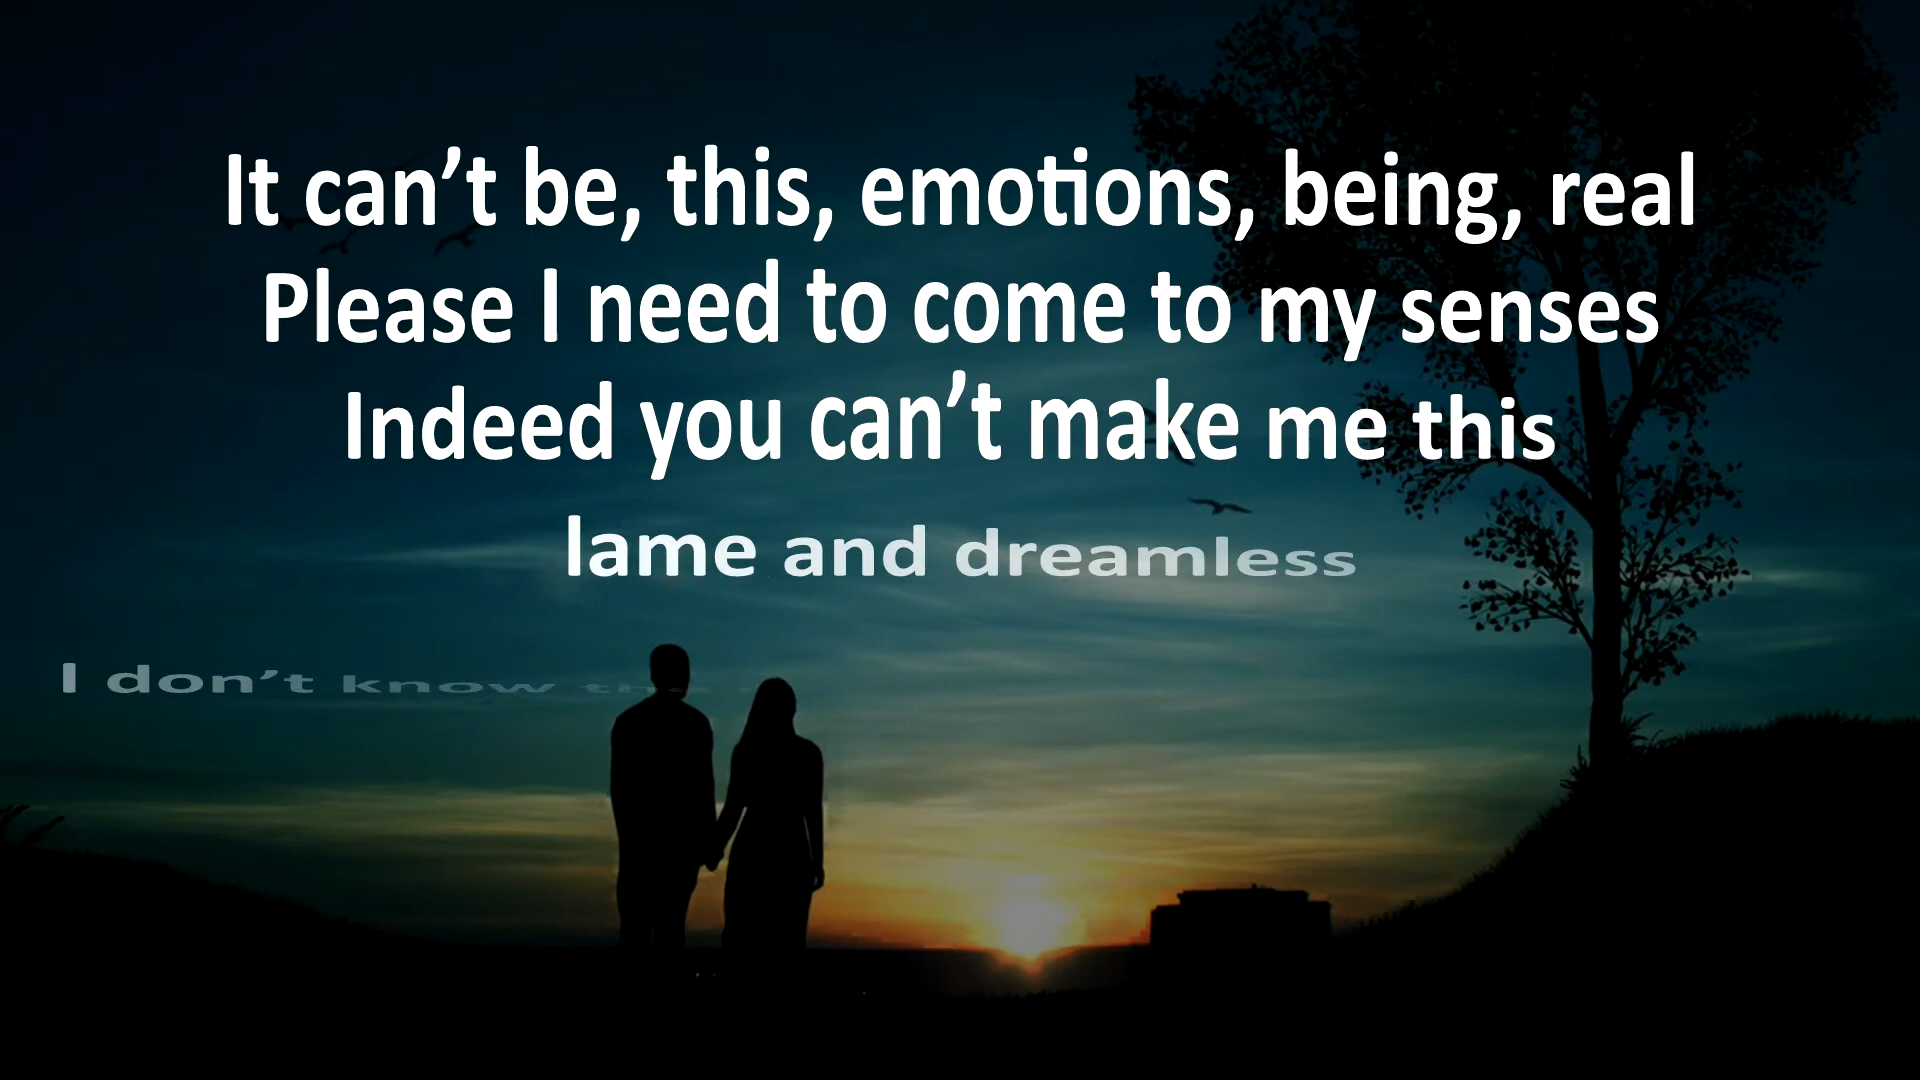 It can’t be, this, emotions, being, real
Please I need to come to my senses
Indeed you can’t make me this
lame and dreamless
I don’t know